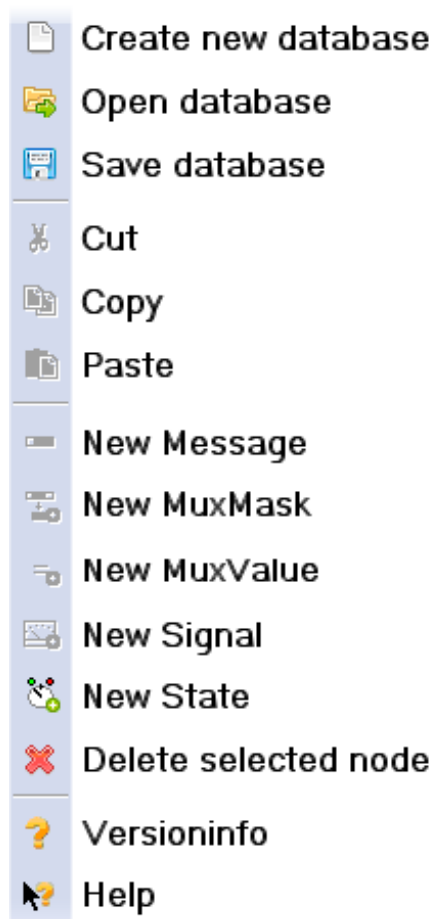 Create new database
Open database
Save database
Cut
Copy
Paste
New Message
New MuxMask
New MuxValue
New Signal
New State
Delete selected node
Versioninfo
Help